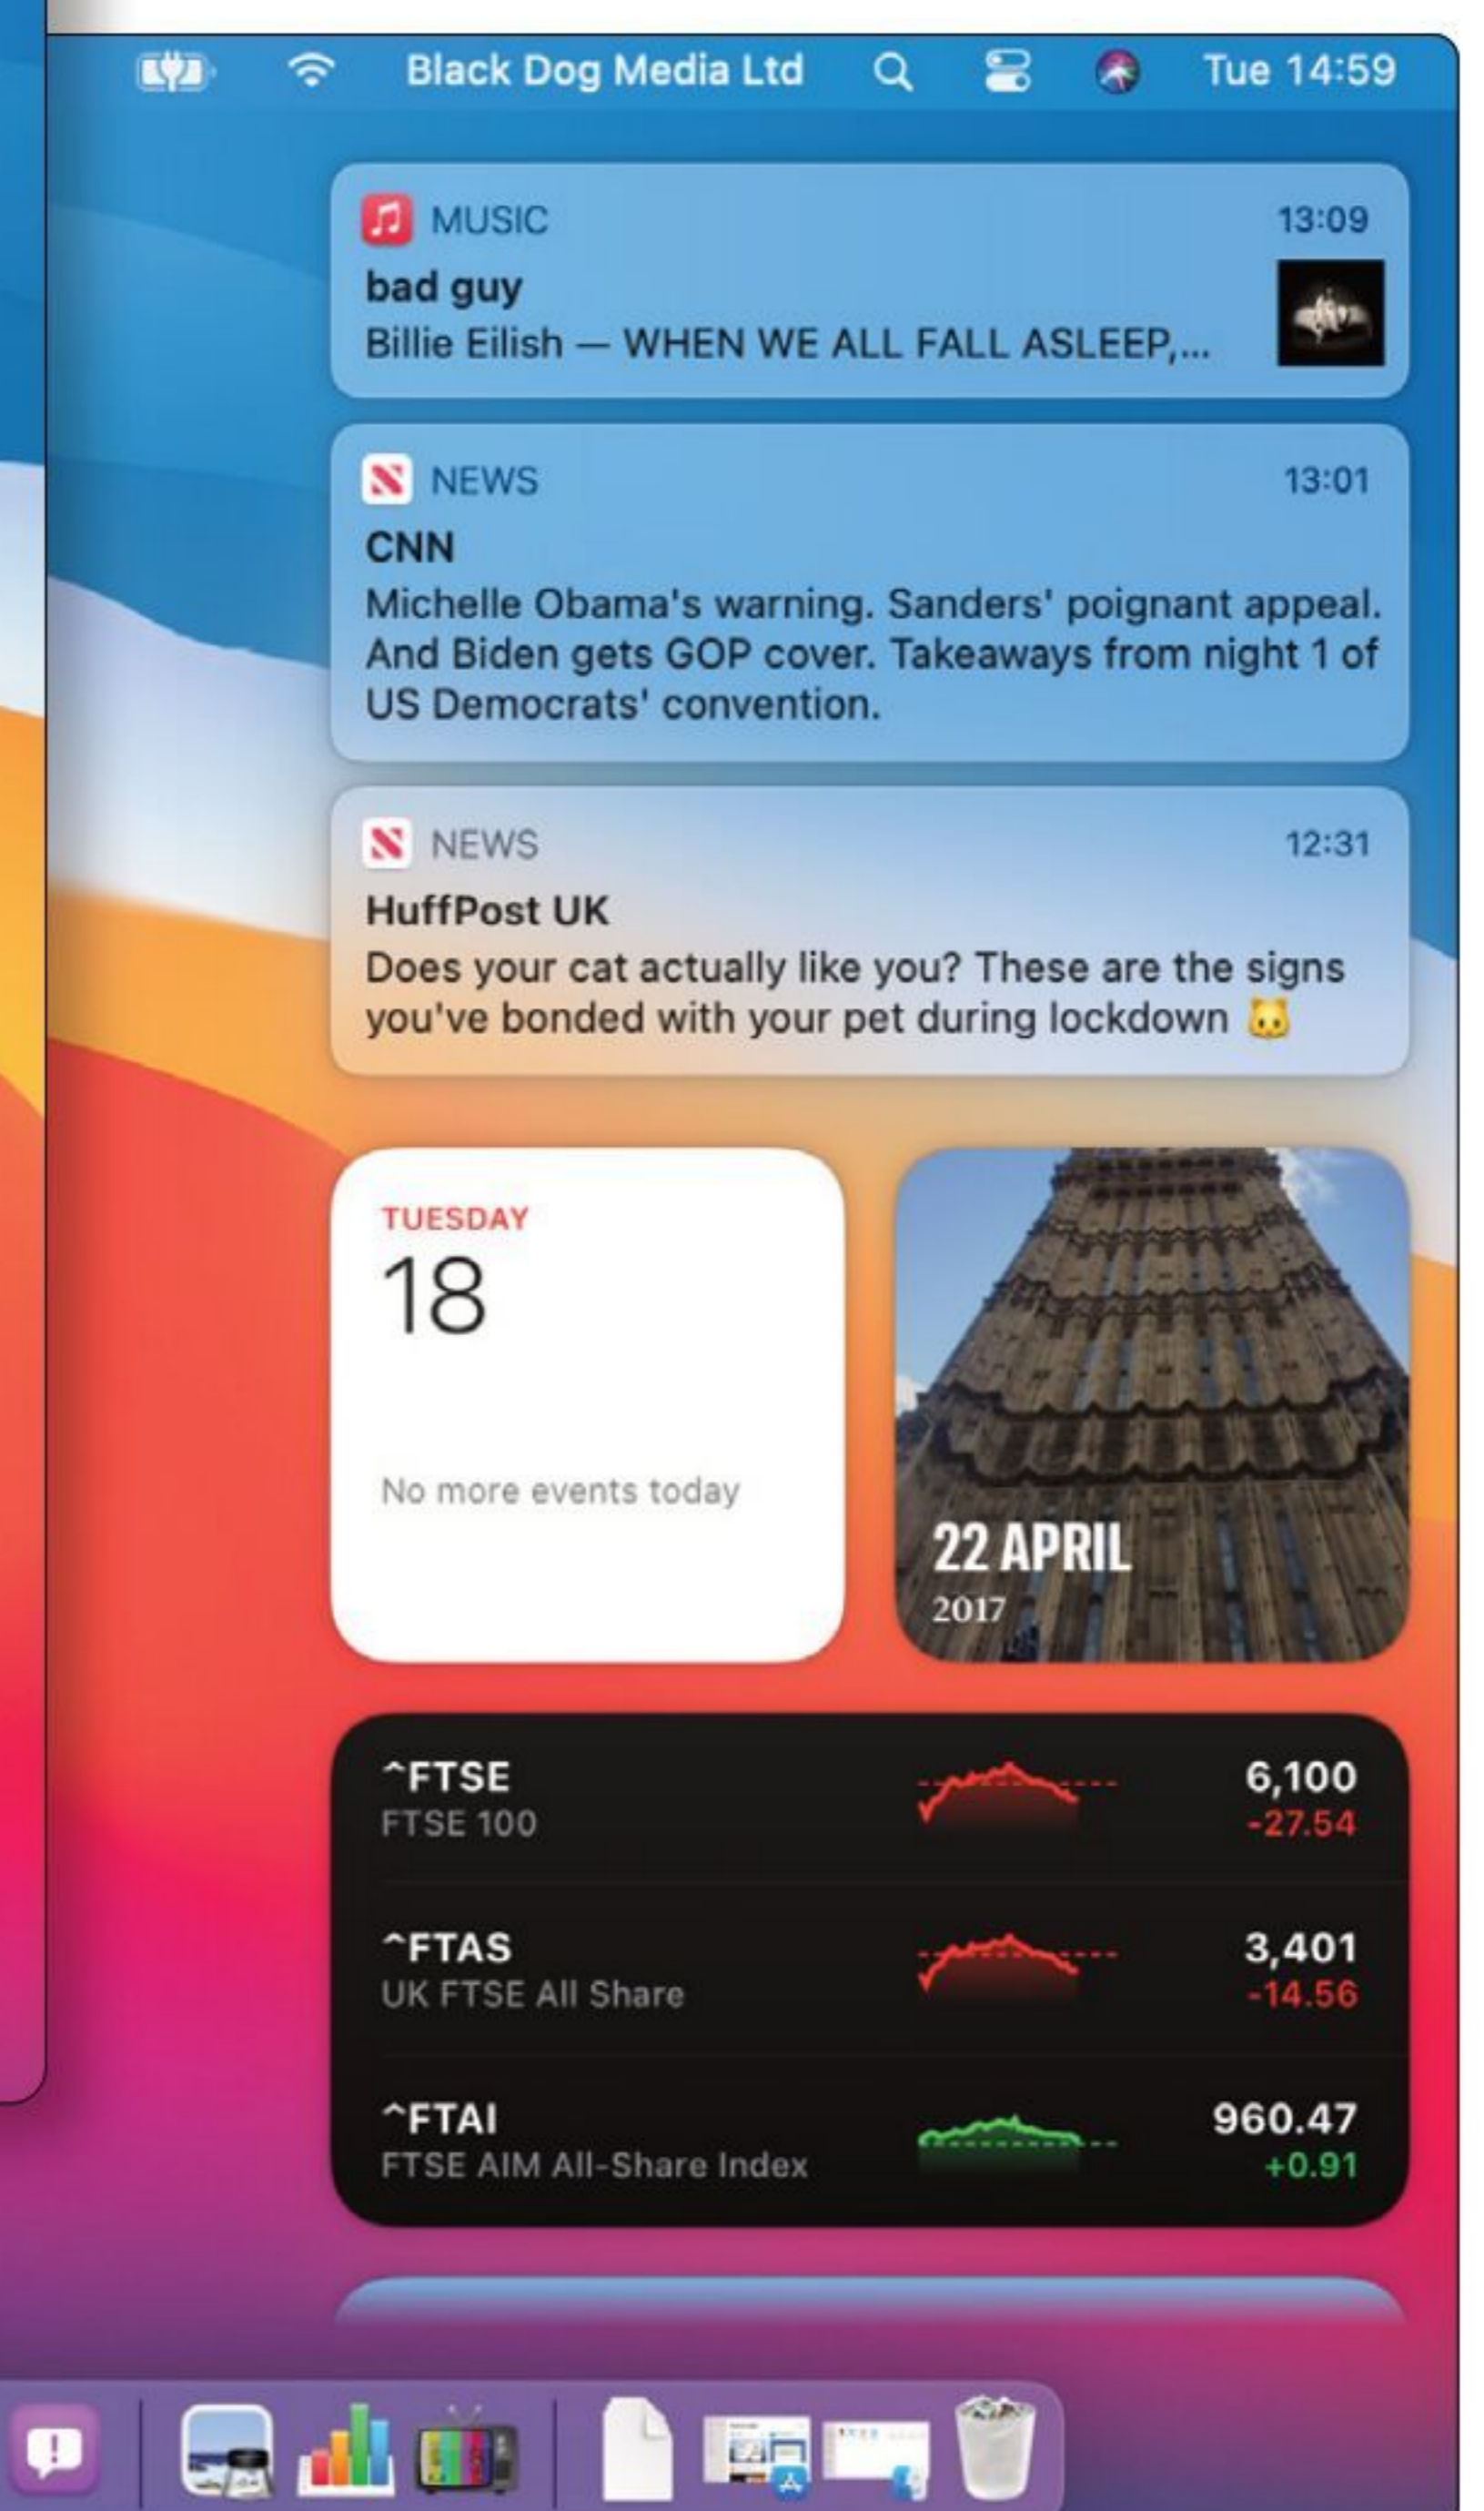 Black Dog Media Ltd
Tue 14:59
MUSIC
13:09
bad guy
Billie Eilish — WHEN WE ALL FALL ASLEEP,...
NEWS
13:01
CNN
Michelle Obama's warning. Sanders' poignant appeal.
And Biden gets GOP cover. Takeaways from night 1 of
US Democrats' convention.
NEWS
12:31
HuffPost UK
Does your cat actually like you? These are the signs
you've bonded with your pet during lockdown 🐱
TUESDAY
18
No more events today
22 APRIL
2017
^FTSE
6,100
FTSE 100
-27.54
^FTAS
3,401
UK FTSE All Share
-14.56
^FTAI
960.47
FTSE AIM All-Share Index
+0.91